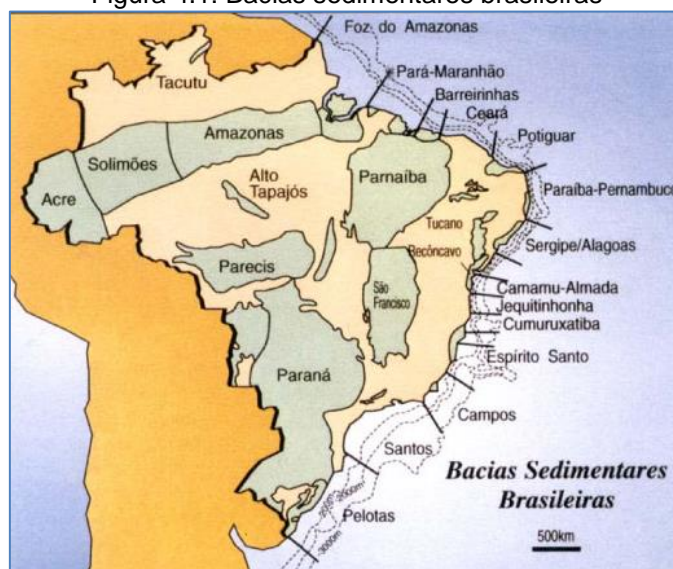 Figura 4.1: Bacias sedimentares brasileiras
Foz do Amazonas
Pará-Maranhão
Barreirinhas
Ceará
Potiguar
Tacutu
Amazonas
Solimões
Acre
Alto
Tapajós
Parnaíba
Paraíba-Pernambuco
Tucano
Sergipe/Alagoas
Recôncavo
Parecis
São
Francisco
Camamu-Almada
Jequitinhonha
Cumuruxatiba
Espírito Santo
Paraná
Campos
Santos
Bacias Sedimentares
Brasileiras
Pelotas
-3000m
500km